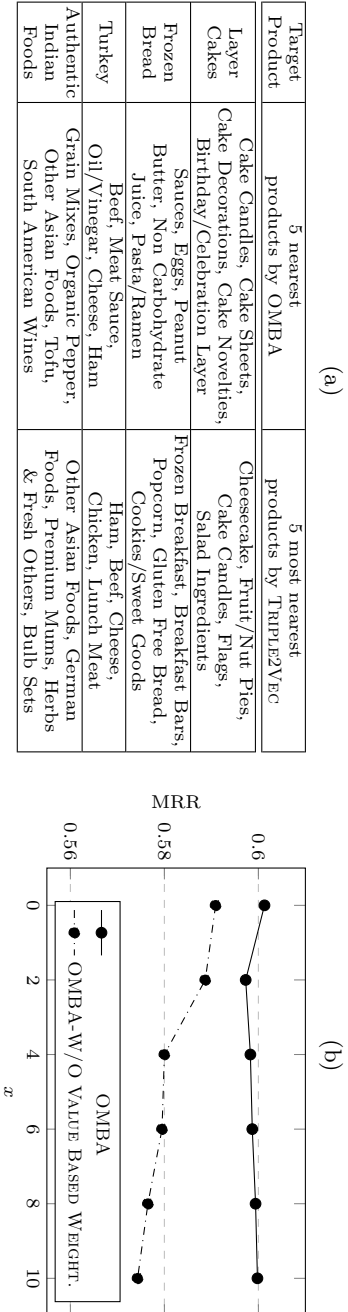 (a)
Target Product
5 nearest products by OMBA
5 most nearest products by TRIPLE2VEC
Layer Cakes
Cake Candles, Cake Sheets,
Cake Decorations, Cake Novelties,
Birthday/Celebration Layer
Cheesecake, Fruit/Nut Pies,
Cake Candles, Flags,
Salad Ingredients
Frozen Bread
Sauces, Eggs, Peanut
Butter, Non Carbohydrate
Juice, Pasta/Ramen
Frozen Breakfast, Breakfast Bars,
Popcorn, Gluten Free Bread,
Cookies/Sweet Goods
Turkey
Beef, Meat Sauce,
Oil/Vinegar, Cheese, Ham
Ham, Beef, Cheese,
Chicken, Lunch Meat
Authentic
Indian
Foods
Grain Mixes, Organic Pepper,
Other Asian Foods, Tofu,
South American Wines
Other Asian Foods, German
Foods, Premium Mums, Herbs
& Fresh Others, Bulb Sets
(b)
MRR
0.6
0.58
0.56
0 2 4 6 8 10
x
OMBA
OMBA-W/O VALUE BASED WEIGHT.